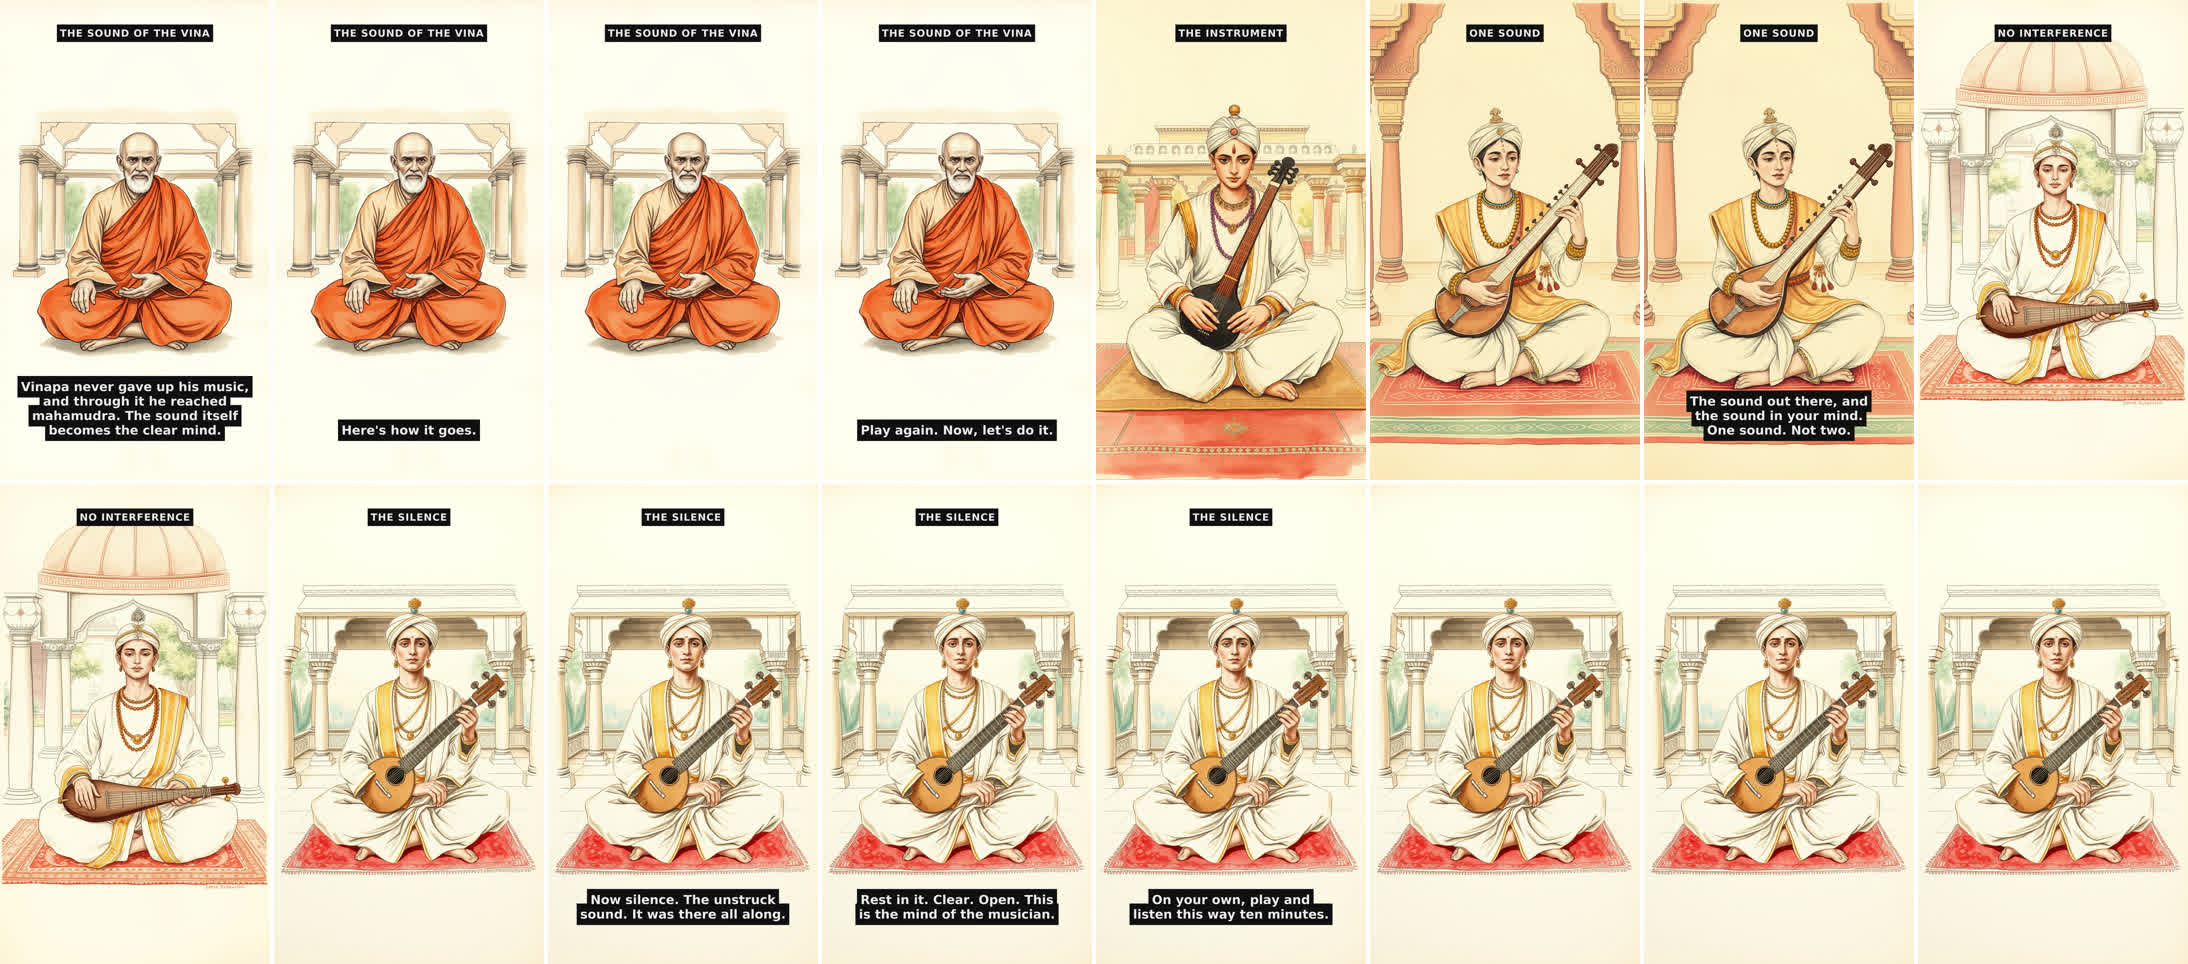 THE SOUND OF THE VINA
Vinapa never gave up his music,
and through it he reached
mahamudra. The sound itself
becomes the clear mind.
THE SOUND OF THE VINA
Here's how it goes.
THE SOUND OF THE VINA
THE SOUND OF THE VINA
Play again. Now, let's do it.
THE INSTRUMENT
ONE SOUND
ONE SOUND
The sound out there, and
the sound in your mind.
One sound. Not two.
NO INTERFERENCE
NO INTERFERENCE
THE SILENCE
THE SILENCE
Now silence. The unstruck
sound. It was there all along.
THE SILENCE
Rest in it. Clear. Open. This
is the mind of the musician.
THE SILENCE
On your own, play and
listen this way ten minutes.